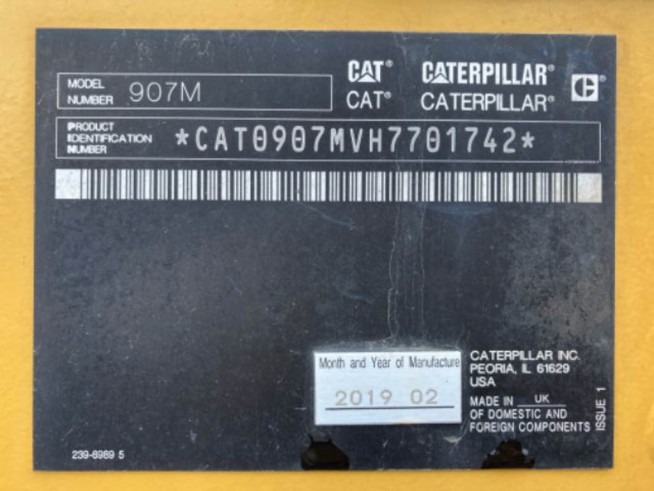 MODEL
NUMBER 907M
CAT® CATERPILLAR®
CAT® CATERPILLAR®
PRODUCT
IDENTIFICATION
NUMBER *CAT0907MVH7701742*
Month and Year of Manufacture
2019 02
CATERPILLAR INC.
PEORIA, IL 61629
USA
MADE IN UK
OF DOMESTIC AND
FOREIGN COMPONENTS
ISSUE 1
239-6969 5